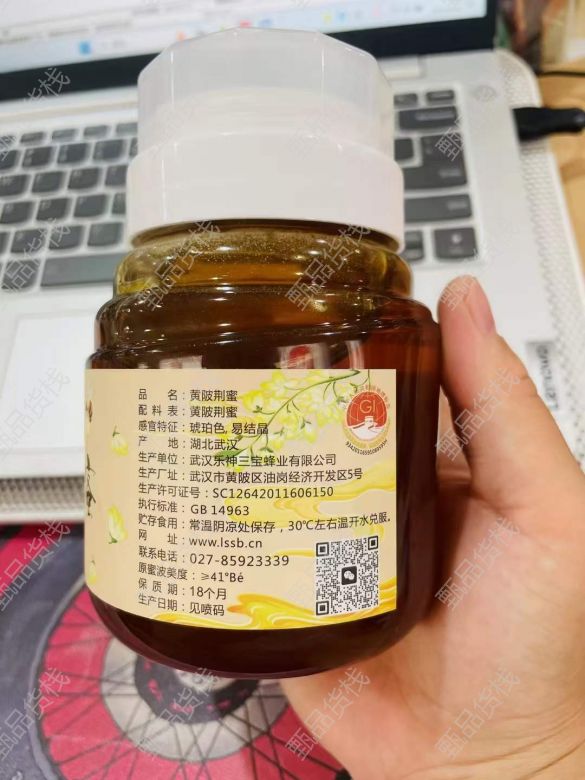 品名：黄陂荆蜜
配料表：黄陂荆蜜
感官特征：琥珀色,易结晶
产地：湖北武汉
生产单位：武汉乐神三宝蜂业有限公司
生产厂址：武汉市黄陂区油岗经济开发区5号
生产许可证号：SC12642011606150
执行标准：GB 14963
贮存食用：常温阴凉处保存，30℃左右温开水兑服。
网址：www.lssb.cn
联系电话：027-85923339
原蜜波美度：≥41°Bé
保质期：18个月
生产日期：见喷码
GI
蜜
甄品货栈